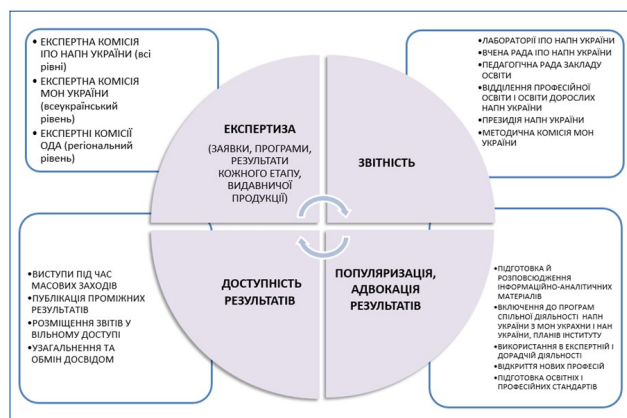 • ЕКСПЕРТНА КОМІСІЯ
ІПО НАПН УКРАЇНИ (всі
рівні)
• ЕКСПЕРТНА КОМІСІЯ
МОН УКРАЇНИ
(всеукраїнський
рівень)
• ЕКСПЕРТНІ КОМІСІЇ
ОДА (регіональний
рівень)
•ЛАБОРАТОРІЇ ІПО НАПН УКРАЇНИ
•ВЧЕНА РАДА ІПО НАПН УКРАЇНИ
•ПЕДАГОГІЧНА РАДА ЗАКЛАДУ
ОСВІТИ
•ВІДДІЛЕННЯ ПРОФЕСІЙНОЇ
ОСВІТИ І ОСВІТИ ДОРОСЛИХ
НАПН УКРАЇНИ
•ПРЕЗИДІЯ НАПН УКРАЇНИ
•МЕТОДИЧНА КОМІСІЯ МОН
УКРАЇНИ
ЕКСПЕРТИЗА
(ЗАЯВКИ, ПРОГРАМИ,
РЕЗУЛЬТАТИ
КОЖНОГО ЕТАПУ,
ВИДАВНИЧОЇ
ПРОДУКЦІЇ)
ЗВІТНІСТЬ
ДОСТУПНІСТЬ
РЕЗУЛЬТАТІВ
ПОПУЛЯРИЗАЦІЯ,
АДВОКАЦІЯ
РЕЗУЛЬТАТІВ
•ВИСТУПИ ПІД ЧАС
МАСОВИХ ЗАХОДІВ
•ПУБЛІКАЦІЯ ПРОМІЖНИХ
РЕЗУЛЬТАТІВ
•РОЗМІЩЕННЯ ЗВІТІВ У
ВІЛЬНОМУ ДОСТУПІ
•УЗАГАЛЬНЕННЯ ТА
ОБМІН ДОСВІДОМ
•ПІДГОТОВКА Й
РОЗПОВСЮДЖЕННЯ
ІНФОРМАЦІЙНО-АНАЛІТИЧНИХ
МАТЕРІАЛІВ
•ВКЛЮЧЕННЯ ДО ПРОГРАМ
СПІЛЬНОЇ ДІЯЛЬНОСТІ НАПН
УКРАЇНИ З МОН УКРАХНИ І НАН
УКРАЇНИ, ПЛАНІВ ІНСТИТУТУ
•ВИКОРИСТАННЯ В ЕКСПЕРТНІЙ І
ДОРАДЧІЙ ДІЯЛЬНОСТІ
•ВІДКРИТТЯ НОВИХ ПРОФЕСІЙ
•ПІДГОТОВКА ОСВІТНІХ І
ПРОФЕСІЙНИХ СТАНДАРТІВ